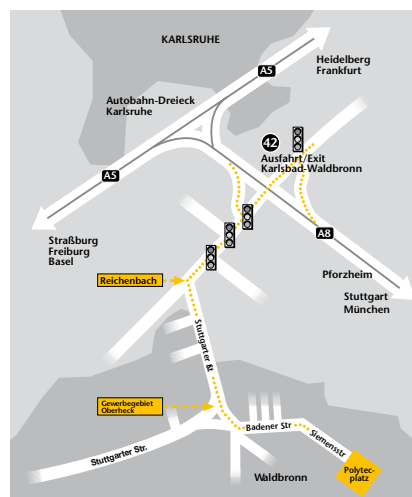 KARLSRUHE
Heidelberg
Frankfurt
A5
Autobahn-Dreieck
Karlsruhe
42
Ausfahrt/Exit
Karlsbad-Waldbronn
A5
Straßburg
Freiburg
Basel
A8
Pforzheim
Stuttgart
München
Reichenbach
Stuttgarter Str.
Gewerbegebiet
Oberheck
Badener Str
Siemensstr
Stuttgarter Str.
Waldbronn
Polytec-
platz